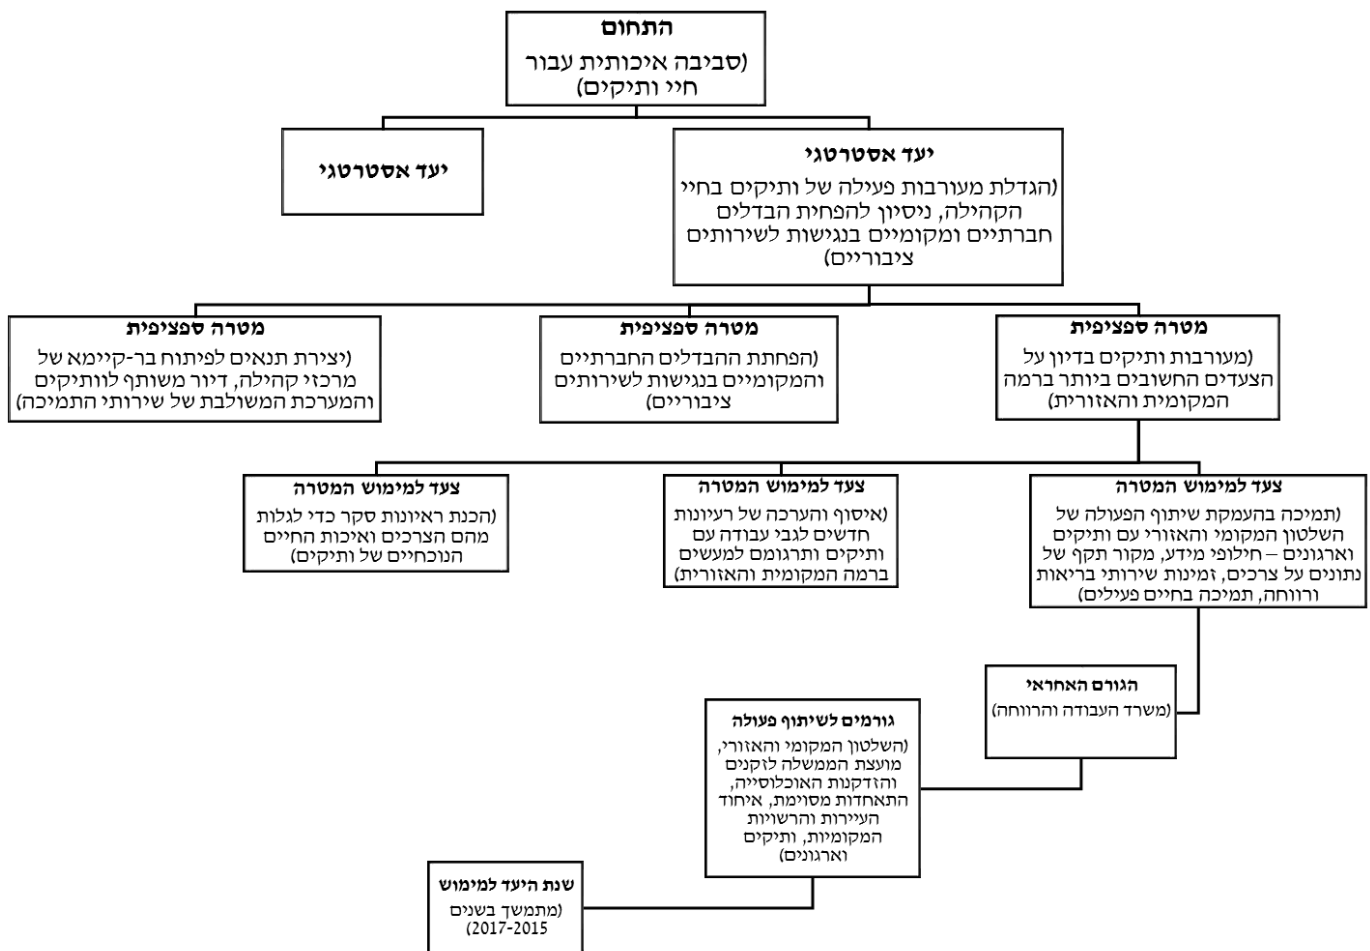 התחום
(סביבה איכותית עבור
חיי ותיקים)
יעד אסטרטגי
(הגדלת מעורבות פעילה של ותיקים בחיי
הקהילה, ניסיון להפחית הבדלים
חברתיים ומקומיים בנגישות לשירותים
ציבוריים)
יעד אסטרטגי
מטרה ספציפית
(מעורבות ותיקים בדיון על
הצעדים החשובים ביותר ברמה
המקומית והאזורית)
מטרה ספציפית
(הפחתת ההבדלים החברתיים
והמקומיים בנגישות לשירותים
ציבוריים)
מטרה ספציפית
(יצירת תנאים לפיתוח בר-קיימא של
מרכזי קהילה, דיור משותף לוותיקים
והמערכת המשולבת של שירותי התמיכה)
צעד למימוש המטרה
(תמיכה בהעמקת שיתוף הפעולה של
השלטון המקומי והאזורי עם ותיקים
וארגונים – חילופי מידע, מקור תקף של
נתונים על צרכים, זמינות שירותי בריאות
ורווחה, תמיכה בחיים פעילים)
צעד למימוש המטרה
(איסוף והערכה של רעיונות
חדשים לגבי עבודה עם
ותיקים ותרגומם למעשים
ברמה המקומית והאזורית)
צעד למימוש המטרה
(הכנת ראיונות סקר כדי לגלות
מהם הצרכים ואיכות החיים
הנוכחיים של ותיקים)
הגורם האחראי
(משרד העבודה והרווחה)
גורמים לשיתוף פעולה
(השלטון המקומי והאזורי,
מועצת הממשלה לזקנים
והזדקנות האוכלוסייה,
התאחדות מסוימת, איחוד
העיירות והרשויות
המקומיות, ותיקים
וארגונים)
שנת היעד למימוש
(מתמשך בשנים
2017-2015)